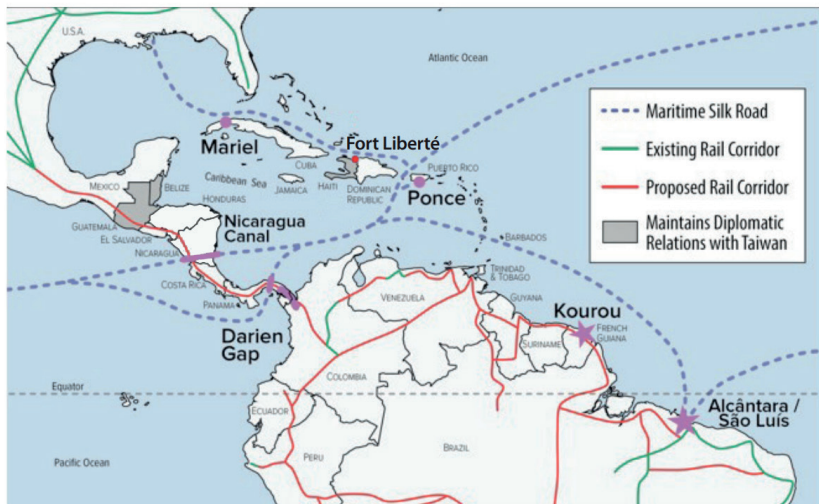 U.S.A.
Atlantic Ocean
Maritime Silk Road
Existing Rail Corridor
Proposed Rail Corridor
Maintains Diplomatic
Relations with Taiwan
Mariel
Fort Liberté
CUBA
Caribbean Sea
JAMAICA
HAITI
DOMINICAN
REPUBLIC
PUERTO RICO
Ponce
MEXICO
BELIZE
HONDURAS
GUATEMALA
EL SALVADOR
Nicaragua
Canal
NICARAGUA
BARBADOS
COSTA RICA
PANAMA
TRINIDAD
& TOBAGO
VENEZUELA
GUYANA
Darien
Gap
Kourou
FRENCH
GUIANA
SURINAME
COLOMBIA
Equator
ECUADOR
Alcântara /
São Luís
PERU
BRAZIL
Pacific Ocean